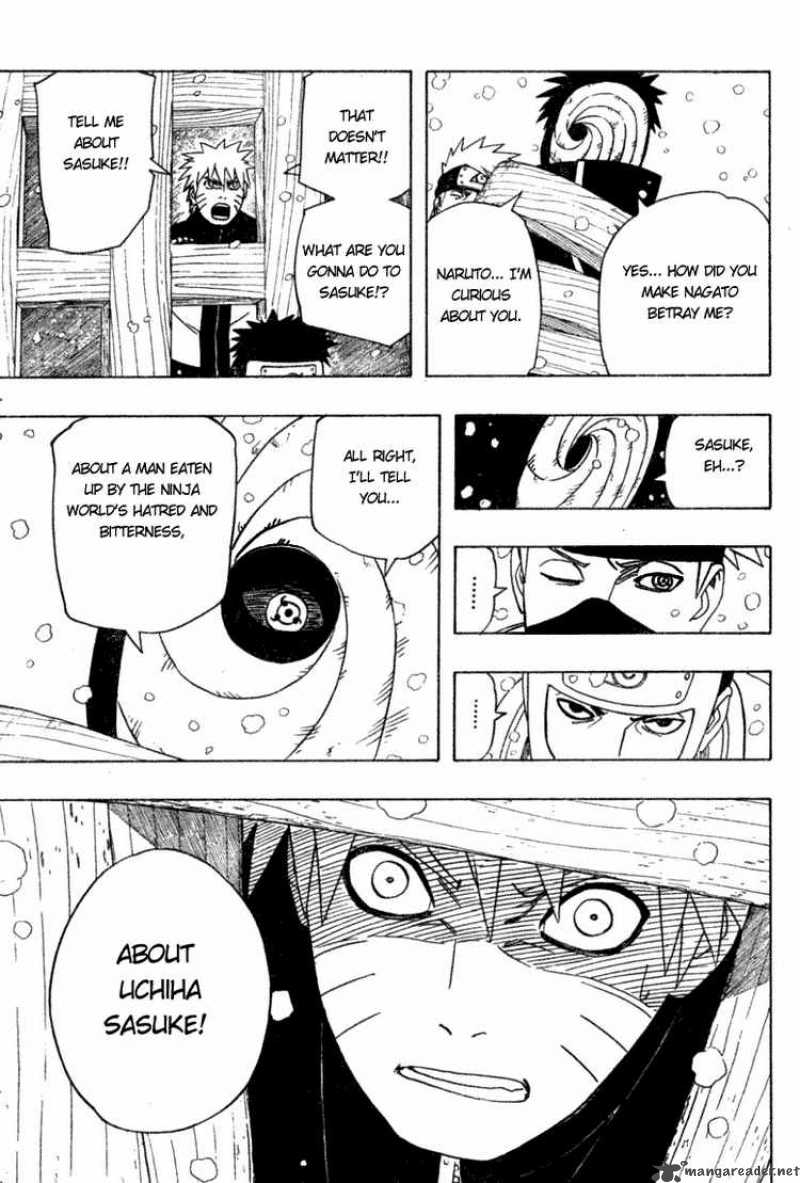 YES... HOW DID YOU
MAKE NAGATO
BETRAY ME?
NARUTO... I'M
CURIOUS
ABOUT YOU.
THAT
DOESN'T
MATTER!!
WHAT ARE YOU
GONNA DO TO
SASUKE!?
TELL ME
ABOUT
SASUKE!!
SASUKE,
EH...?
........
........
ALL RIGHT,
I'LL TELL
YOU...
ABOUT A MAN EATEN
UP BY THE NINJA
WORLD'S HATRED AND
BITTERNESS,
ABOUT
UCHIHA
SASUKE!
mangareader.net